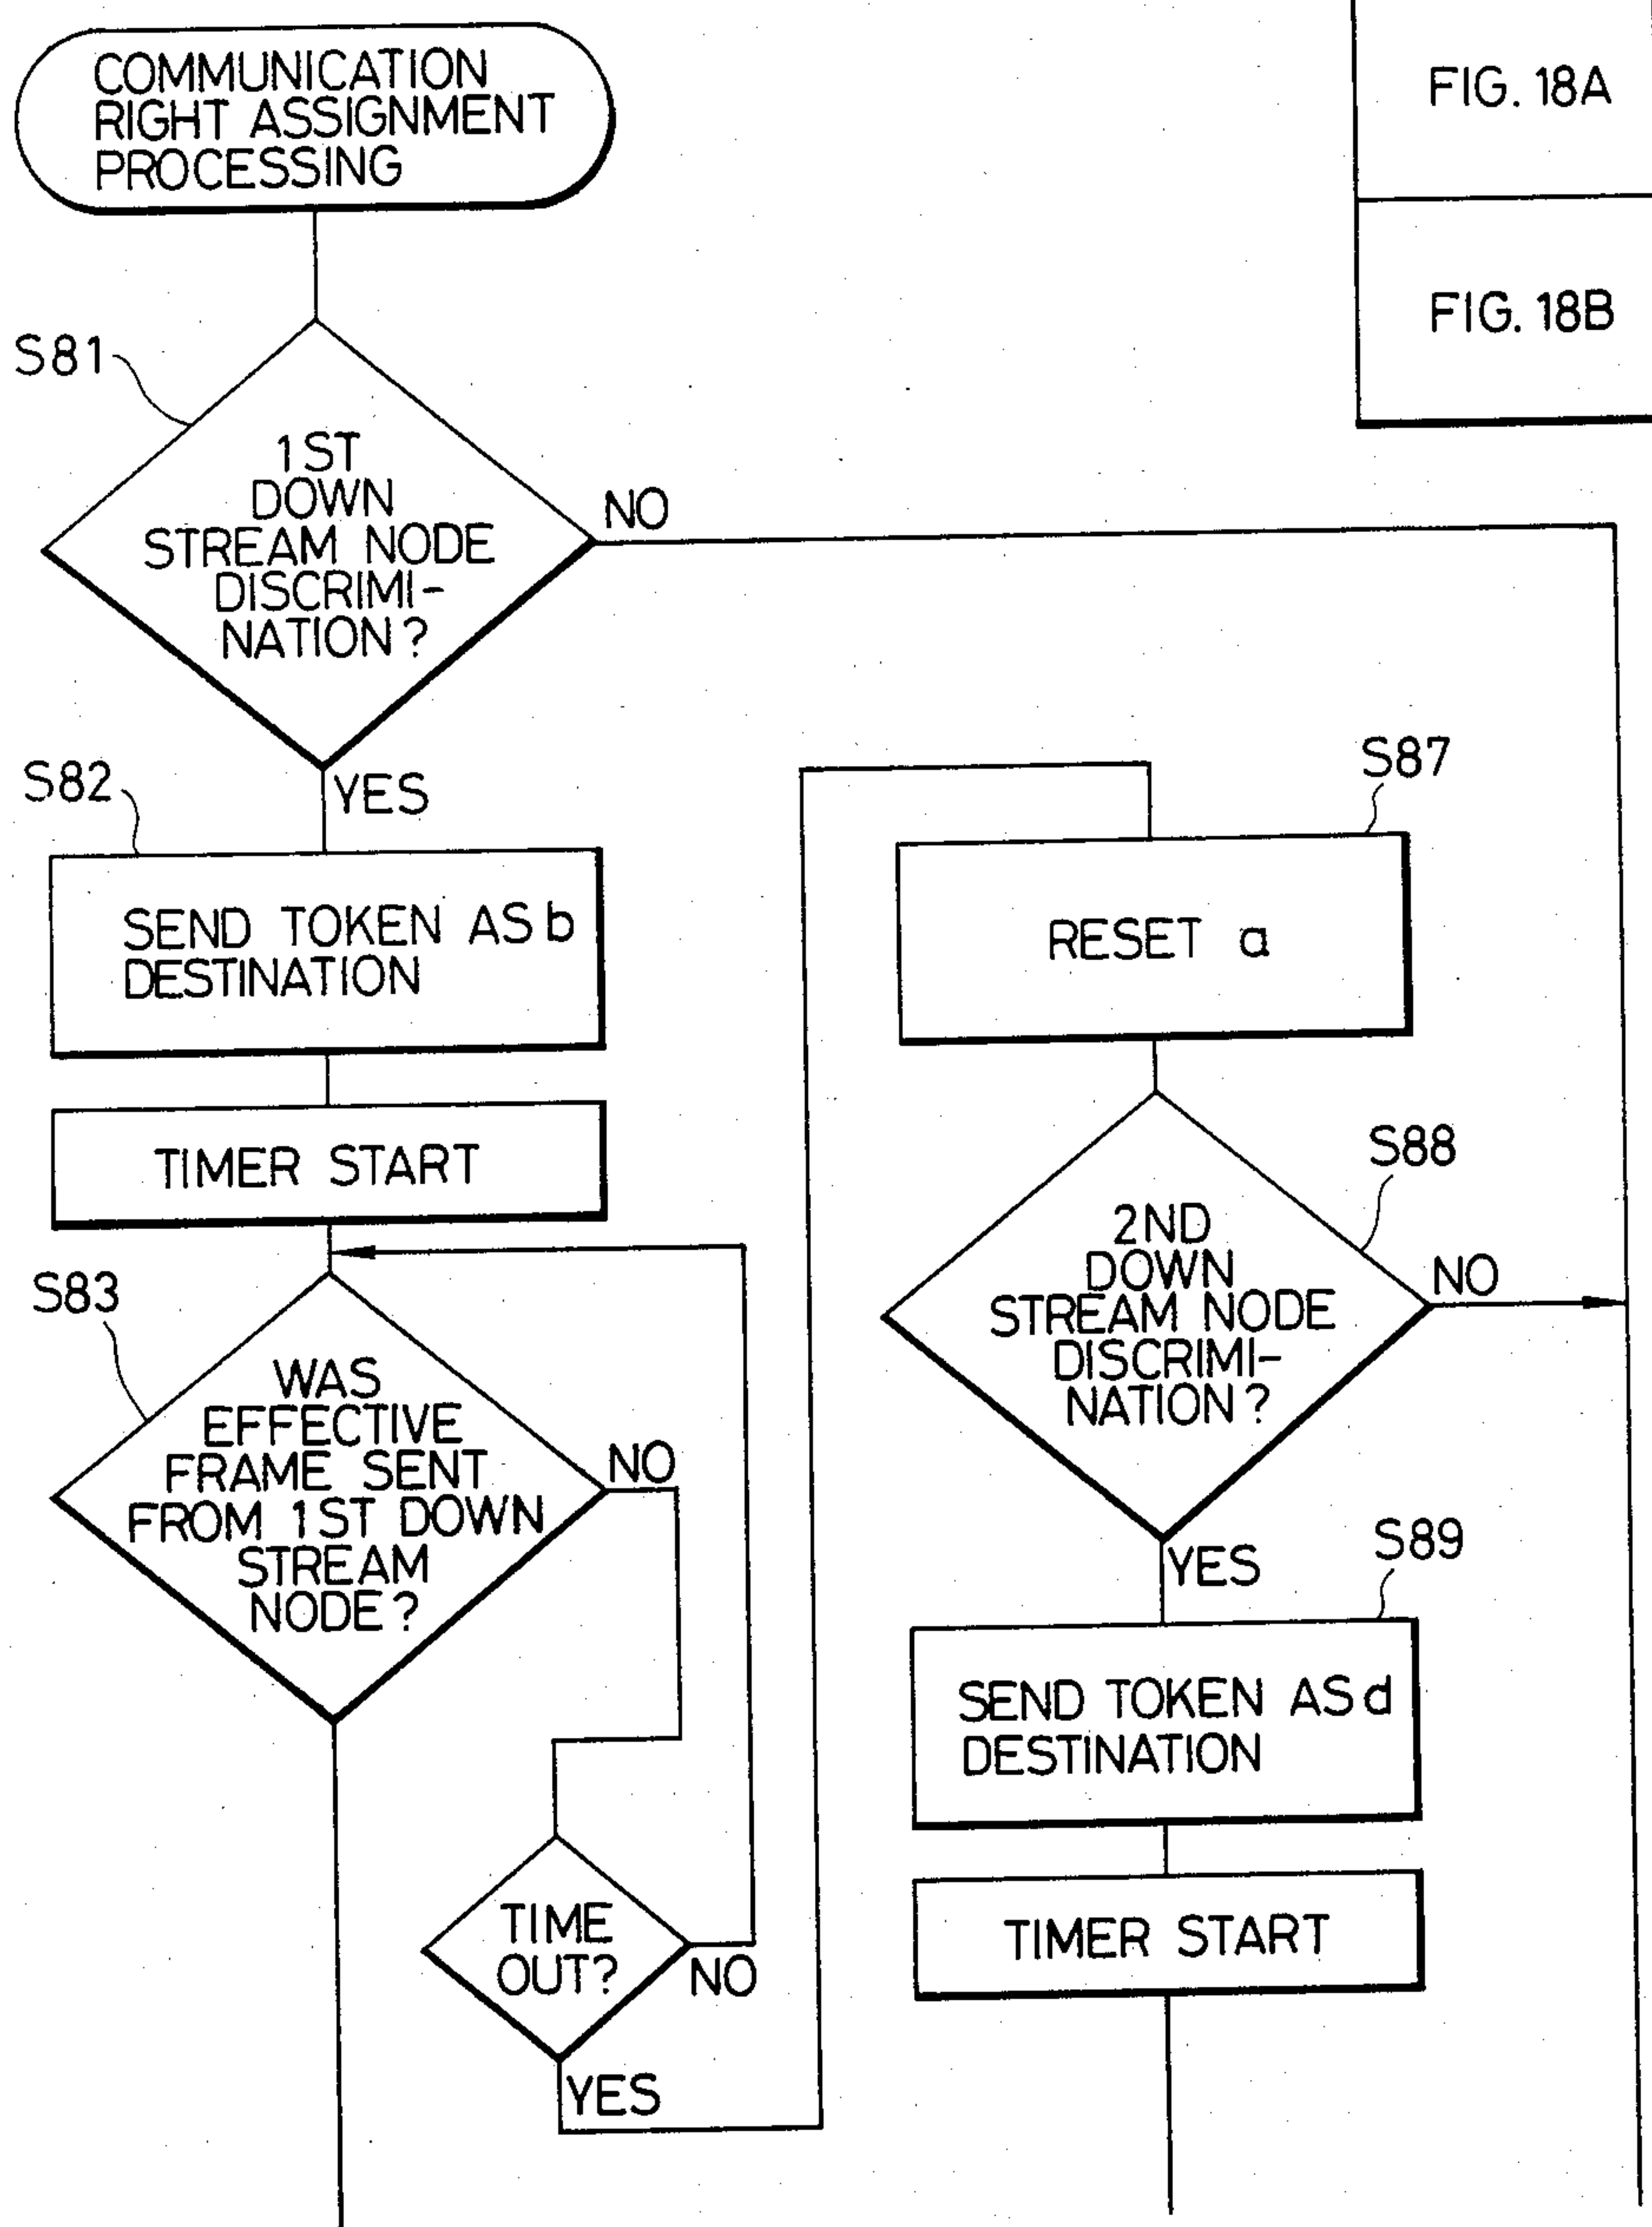 COMMUNICATION
RIGHT ASSIGNMENT
PROCESSING
FIG. 18A
FIG. 18B
S81
1ST
DOWN
STREAM NODE
DISCRIMI-
NATION?
NO
YES
S82
SEND TOKEN AS b
DESTINATION
TIMER START
S83
WAS
EFFECTIVE
FRAME SENT
FROM 1ST DOWN
STREAM
NODE?
NO
TIME
OUT?
NO
YES
S87
RESET a
S88
2ND
DOWN
STREAM NODE
DISCRIMI-
NATION?
NO
YES
S89
SEND TOKEN AS d
DESTINATION
TIMER START